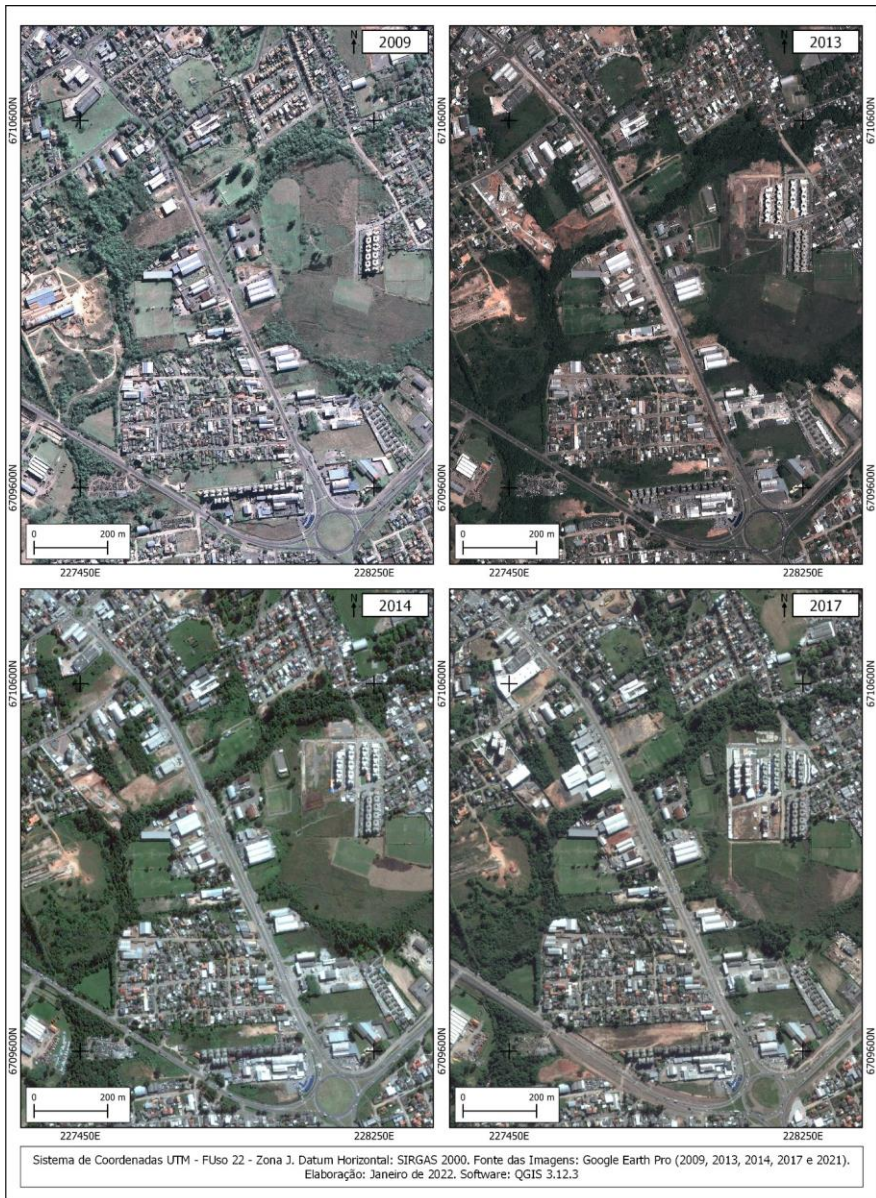 N
2009
6710600N
6709600N
0 200 m
227450E 228250E
N
2013
6710600N
6709600N
0 200 m
227450E 228250E
N
2014
6710600N
6709600N
0 200 m
227450E 228250E
N
2017
6710600N
6709600N
0 200 m
227450E 228250E
Sistema de Coordenadas UTM - FUso 22 - Zona J. Datum Horizontal: SIRGAS 2000. Fonte das Imagens: Google Earth Pro (2009, 2013, 2014, 2017 e 2021).
Elaboração: Janeiro de 2022. Software: QGIS 3.12.3